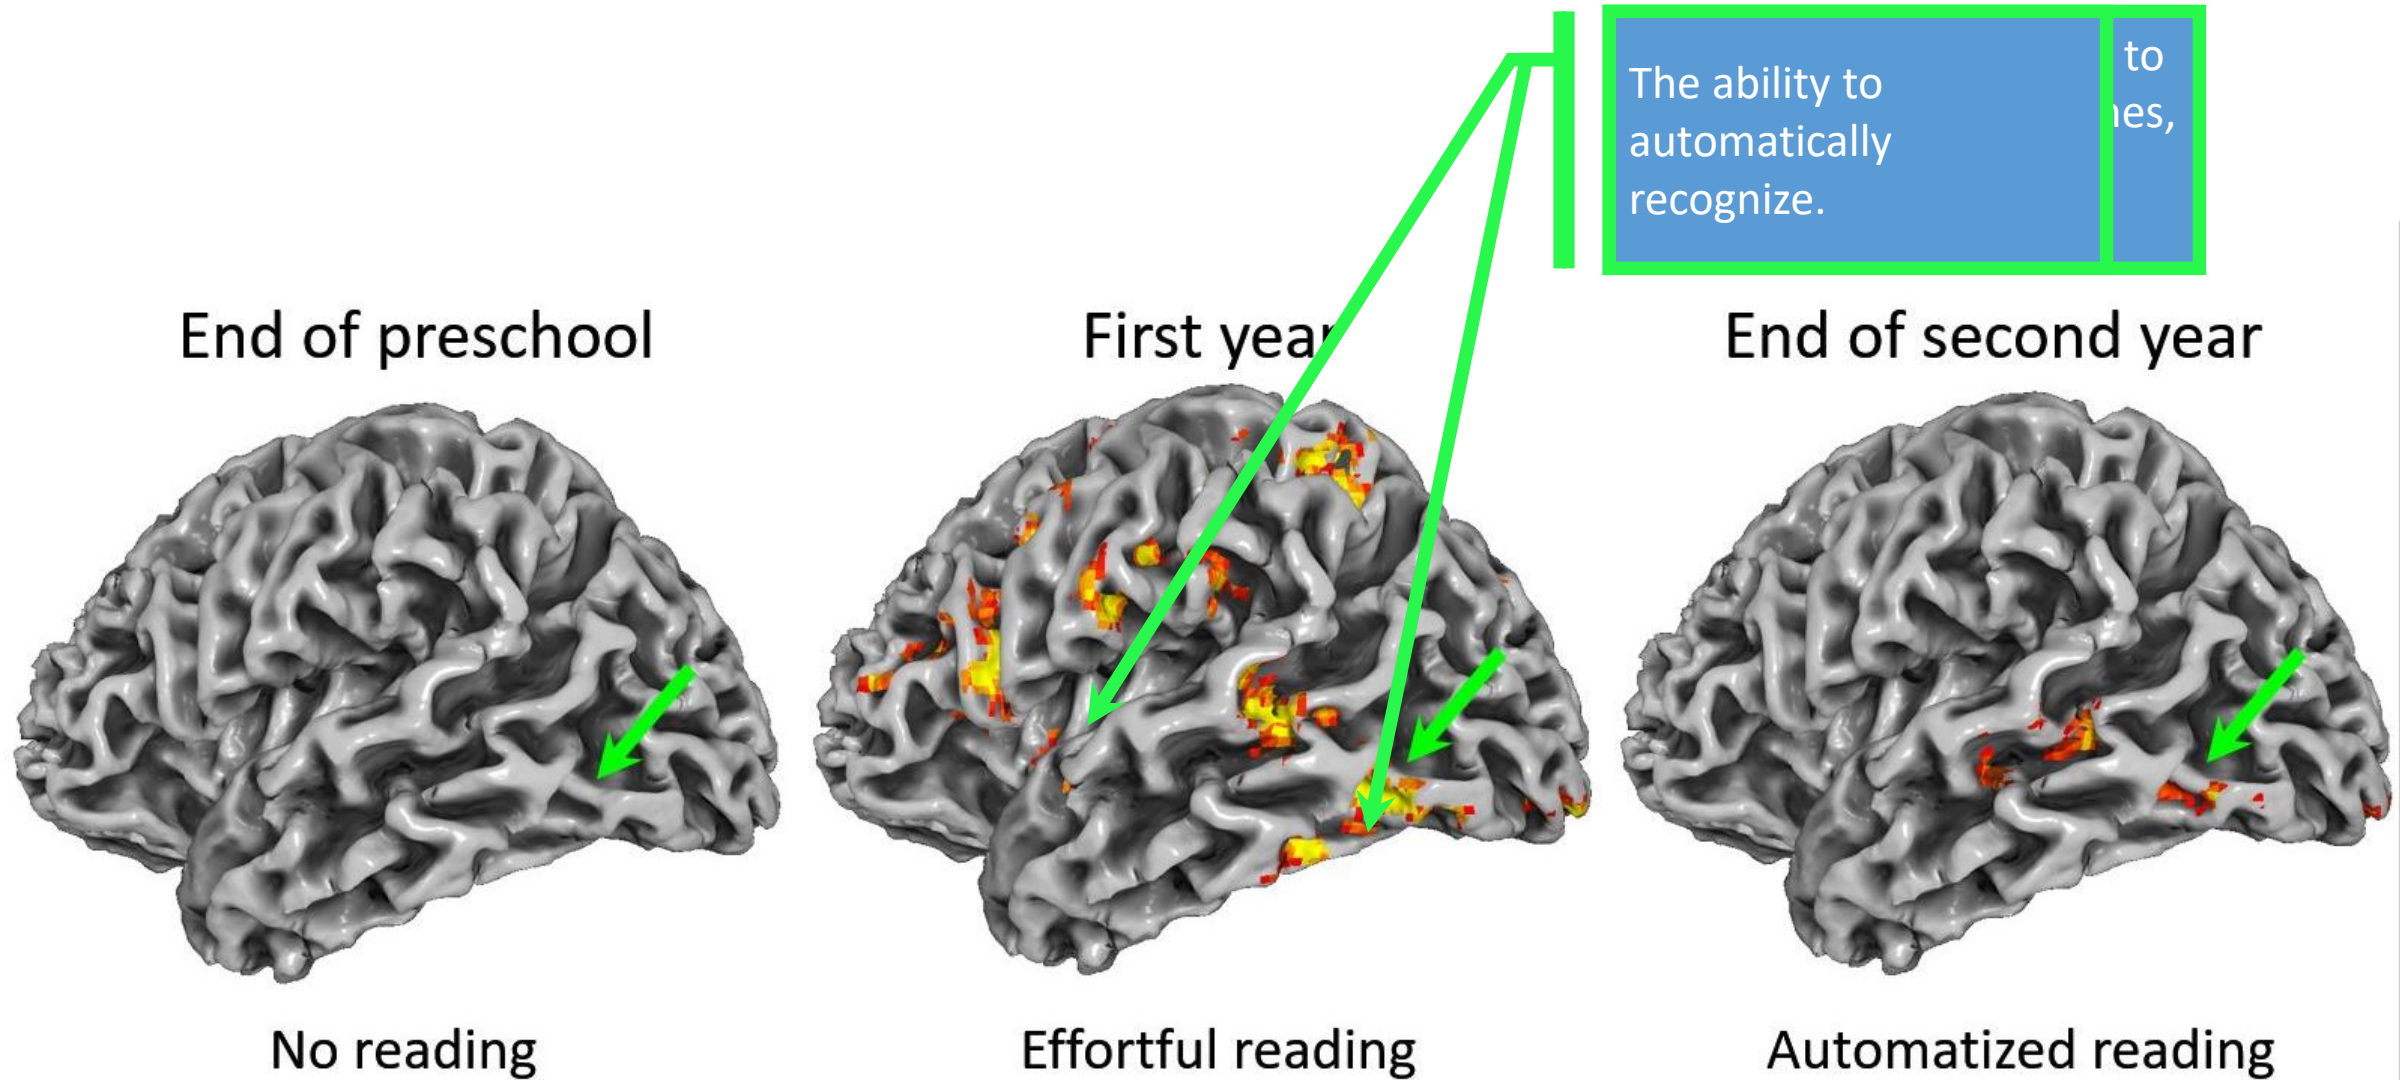 The ability to
automatically
recognize.
to
End of preschool
First year
End of second year
No reading
Effortful reading
Automatized reading